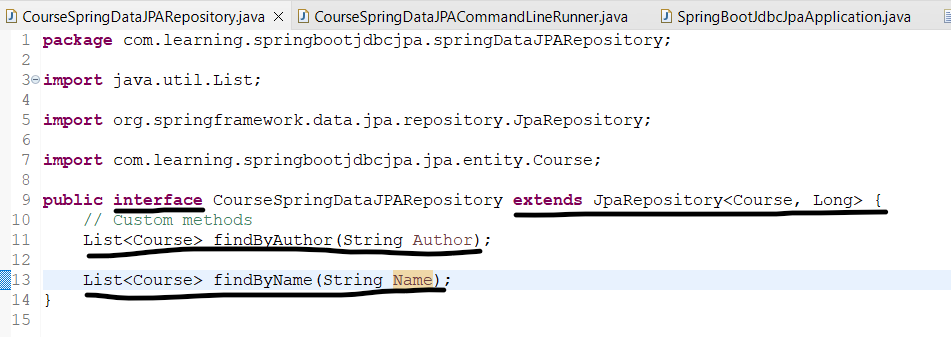 CourseSpringDataJPARepository.java
CourseSpringDataJPACommandLineRunner.java
SpringBootJdbcJpaApplication.java
1 package com.learning.springbootjdbcjpa.springDataJPARepository;
2
3 import java.util.List;
4
5 import org.springframework.data.jpa.repository.JpaRepository;
6
7 import com.learning.springbootjdbcjpa.jpa.entity.Course;
8
9 public interface CourseSpringDataJPARepository extends JpaRepository<Course, Long> {
10 // Custom methods
11 List<Course> findByAuthor(String Author);
12
13 List<Course> findByName(String Name);
14 }
15